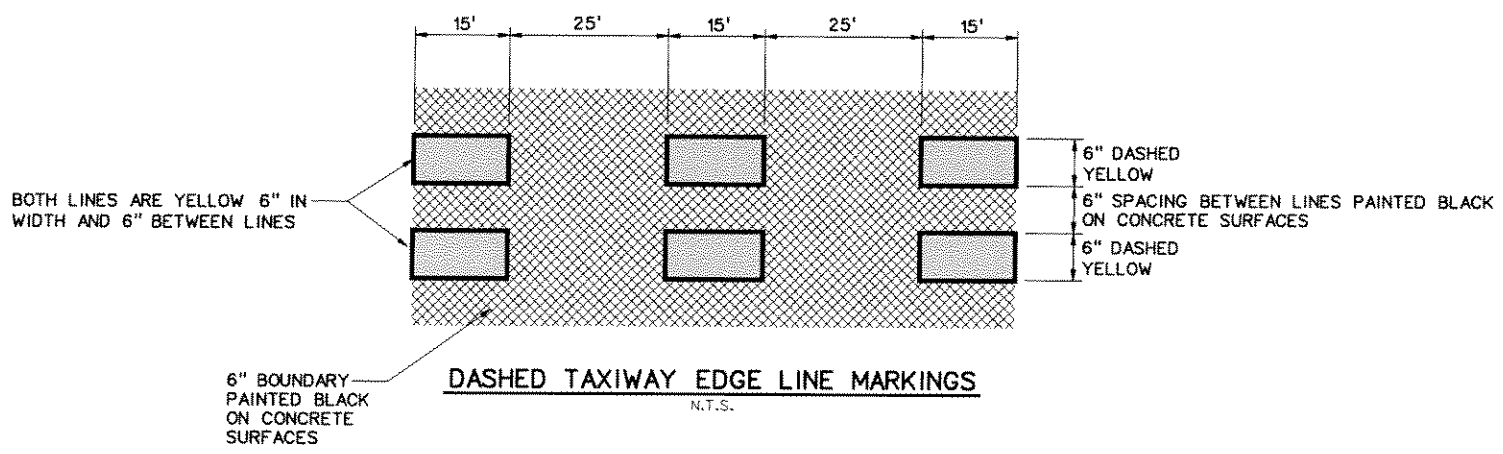 15' 25' 15' 25' 15'
BOTH LINES ARE YELLOW 6" IN
WIDTH AND 6" BETWEEN LINES
6" DASHED
YELLOW
6" SPACING BETWEEN LINES PAINTED BLACK
ON CONCRETE SURFACES
6" DASHED
YELLOW
6" BOUNDARY
PAINTED BLACK
ON CONCRETE
SURFACES
DASHED TAXIWAY EDGE LINE MARKINGS
N.T.S.